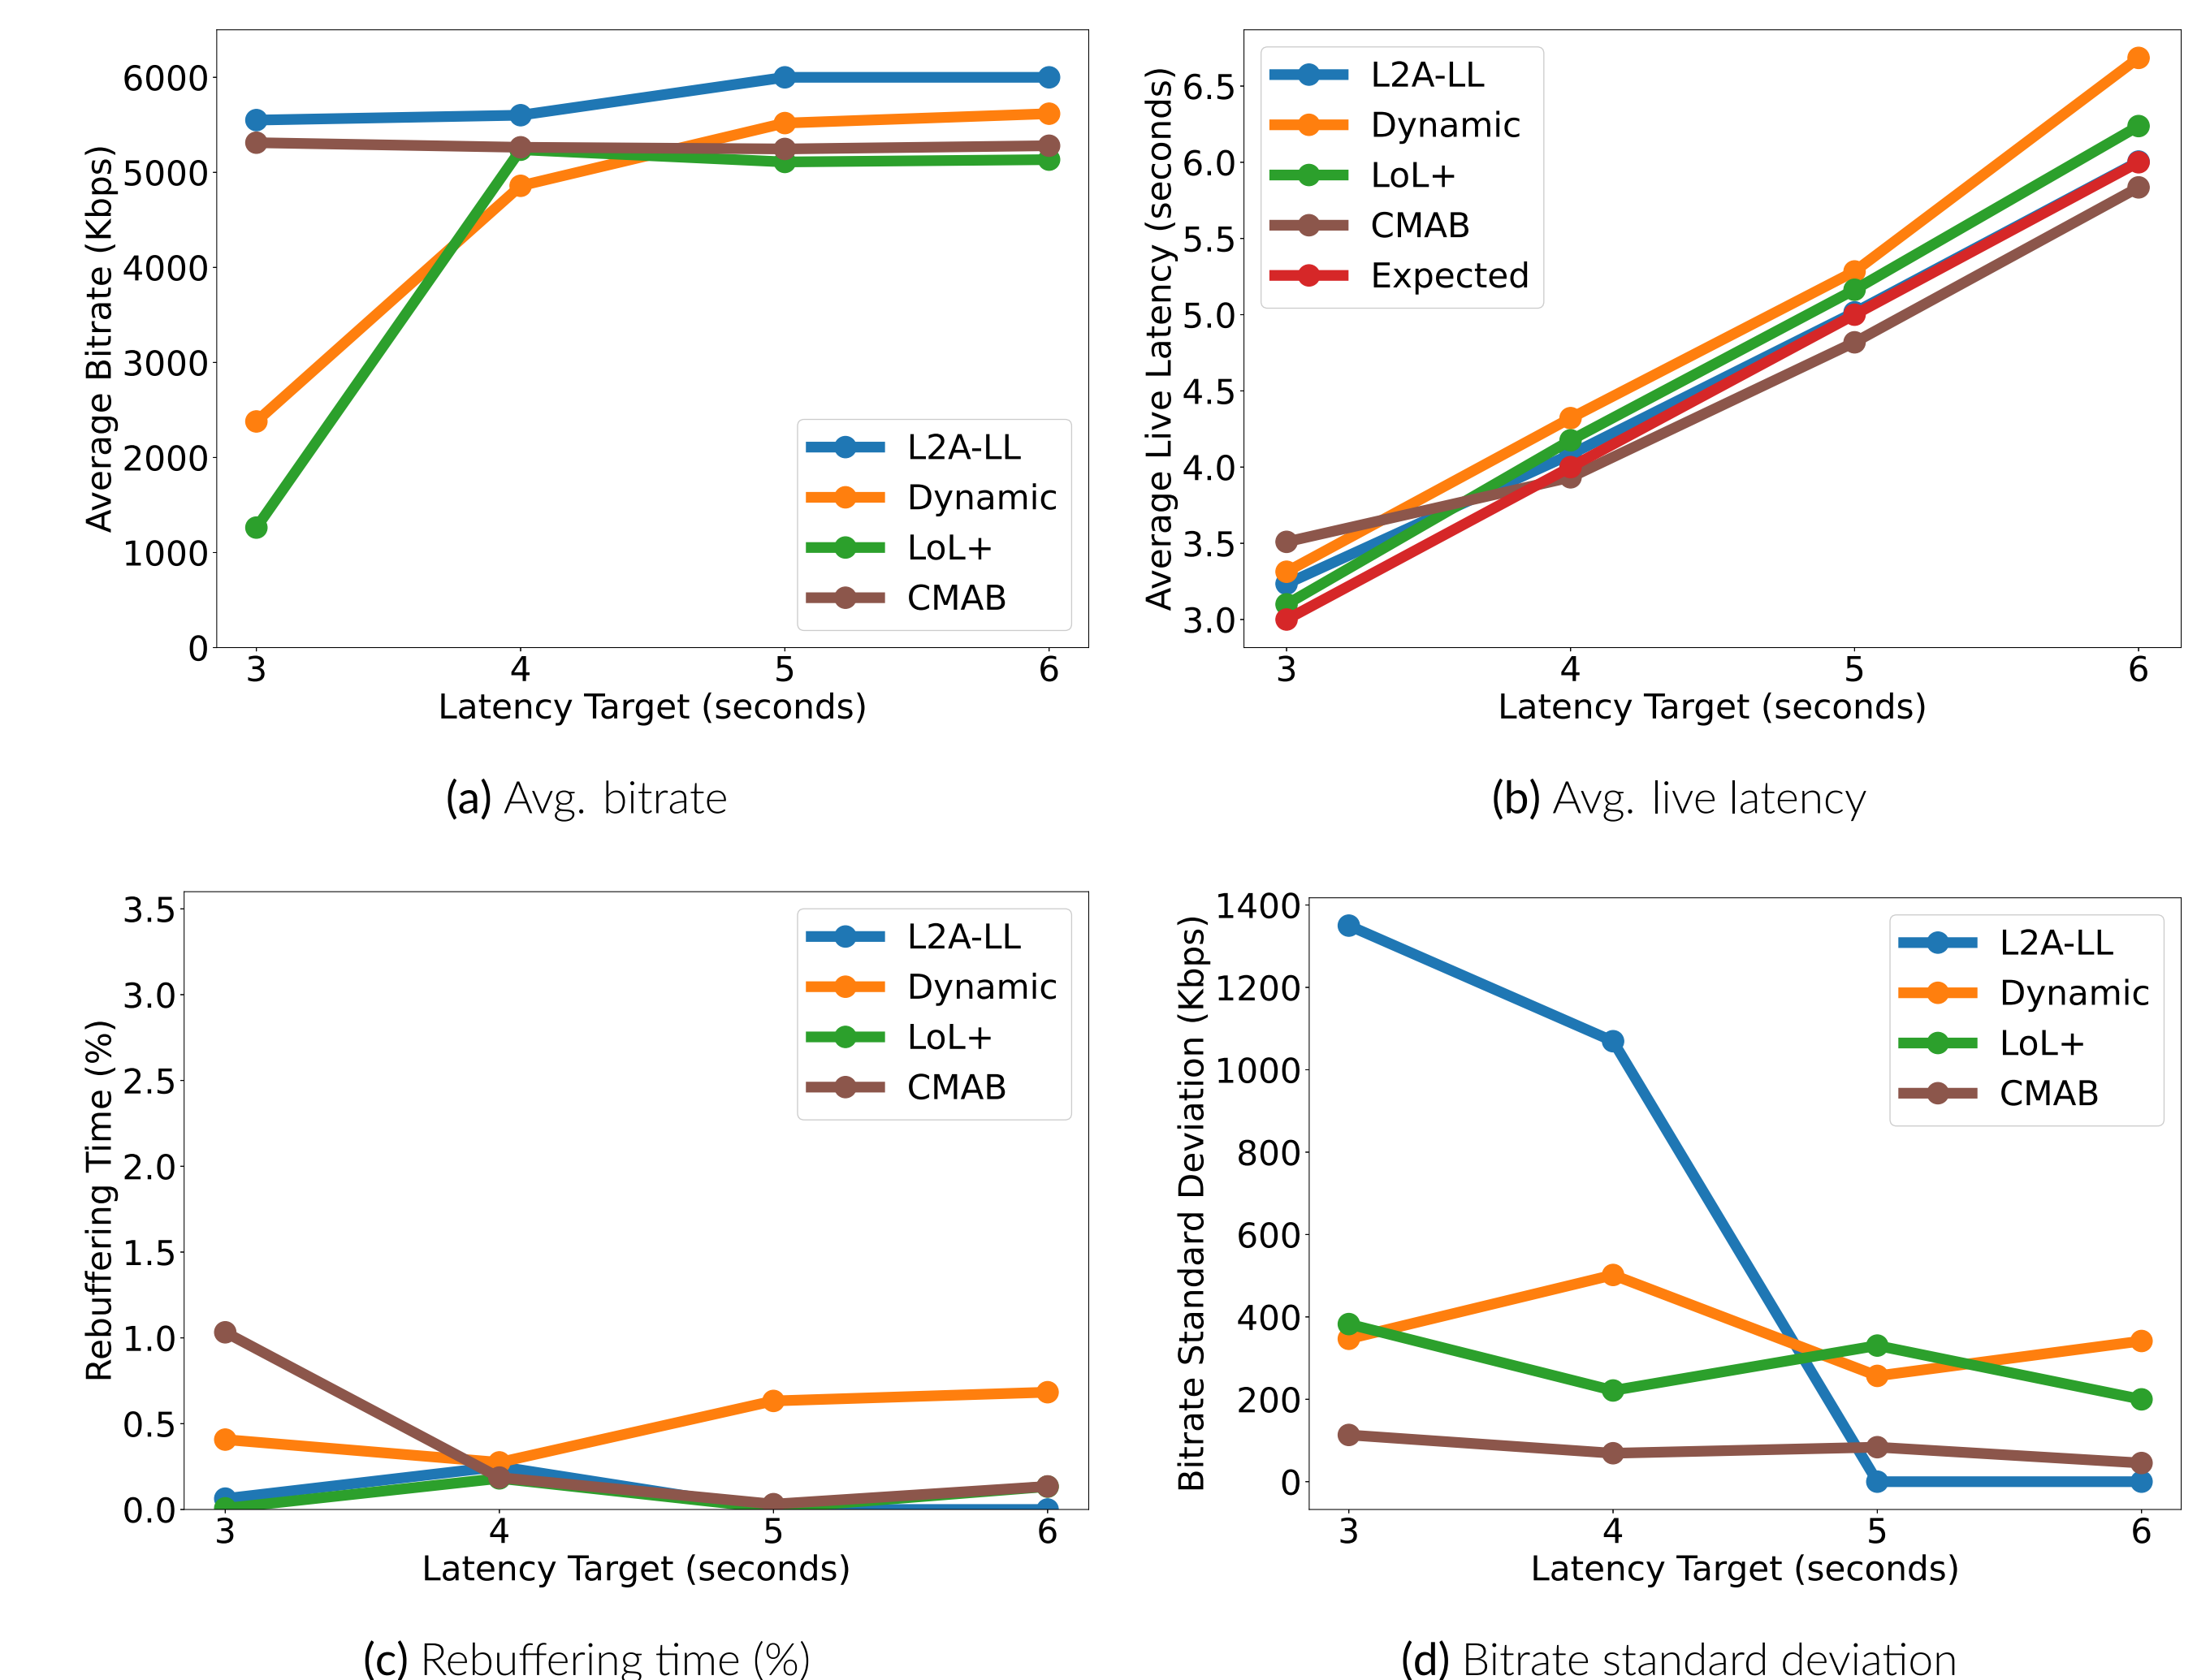 Average Bitrate (Kbps)
6000
5000
4000
3000
2000
1000
0
L2A-LL
Dynamic
LoL+
CMAB
3 4 5 6
Latency Target (seconds)
(a) Avg. bitrate
Average Live Latency (seconds)
6.5
6.0
5.5
5.0
4.5
4.0
3.5
3.0
L2A-LL
Dynamic
LoL+
CMAB
Expected
3 4 5 6
Latency Target (seconds)
(b) Avg. live latency
Rebuffering Time (%)
3.5
3.0
2.5
2.0
1.5
1.0
0.5
0.0
L2A-LL
Dynamic
LoL+
CMAB
3 4 5 6
Latency Target (seconds)
(c) Rebuffering time (%)
Bitrate Standard Deviation (Kbps)
1400
1200
1000
800
600
400
200
0
L2A-LL
Dynamic
LoL+
CMAB
3 4 5 6
Latency Target (seconds)
(d) Bitrate standard deviation